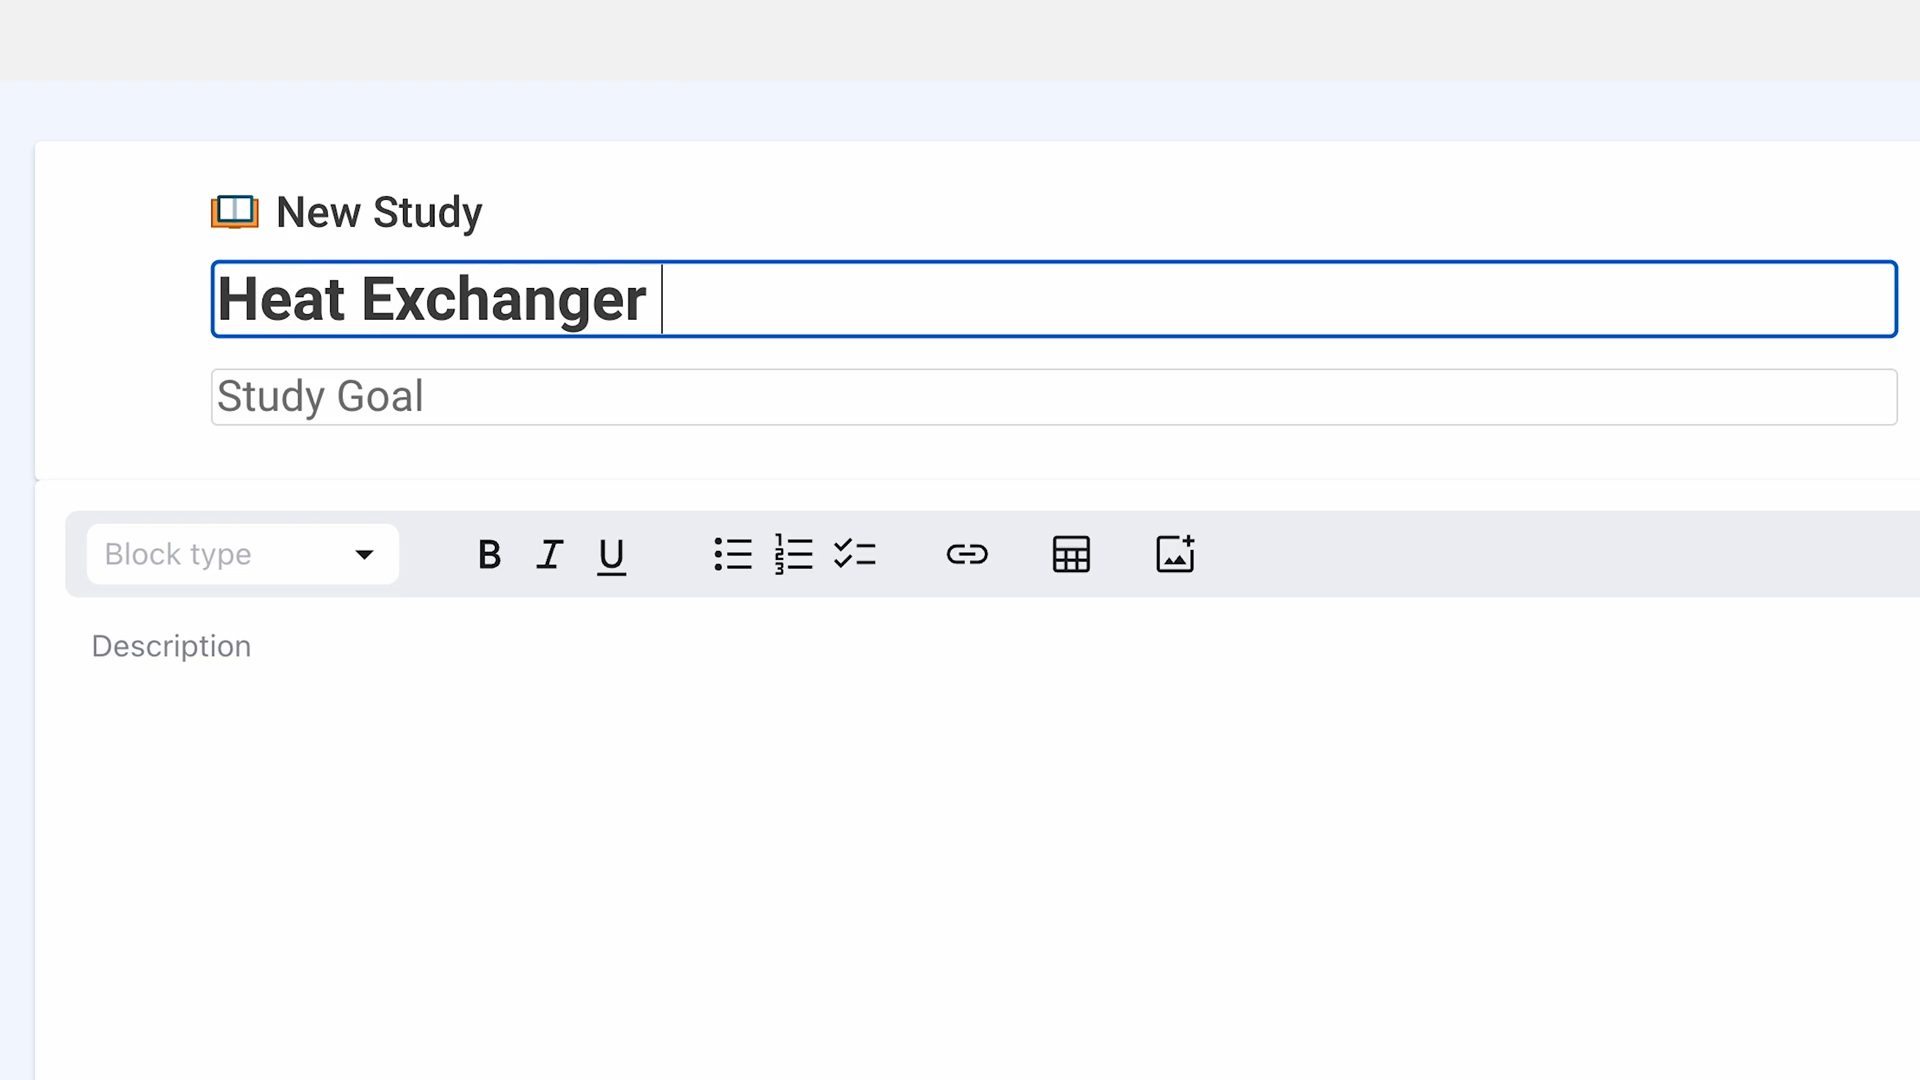 New Study
Heat Exchanger
Study Goal
Block type
B I U
Description